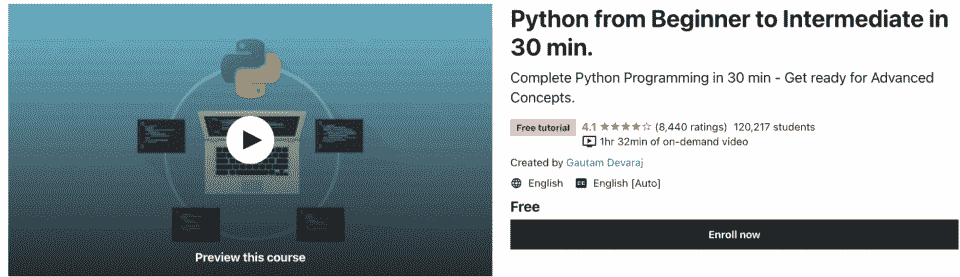 Python from Beginner to Intermediate in
30 min.
Complete Python Programming in 30 min - Get ready for Advanced
Concepts.
Free tutorial 4.1 (8,440 ratings) 120,217 students
1hr 32min of on-demand video
Created by Gautam Devaraj
English CC English [Auto]
Free
Enroll now
Preview this course